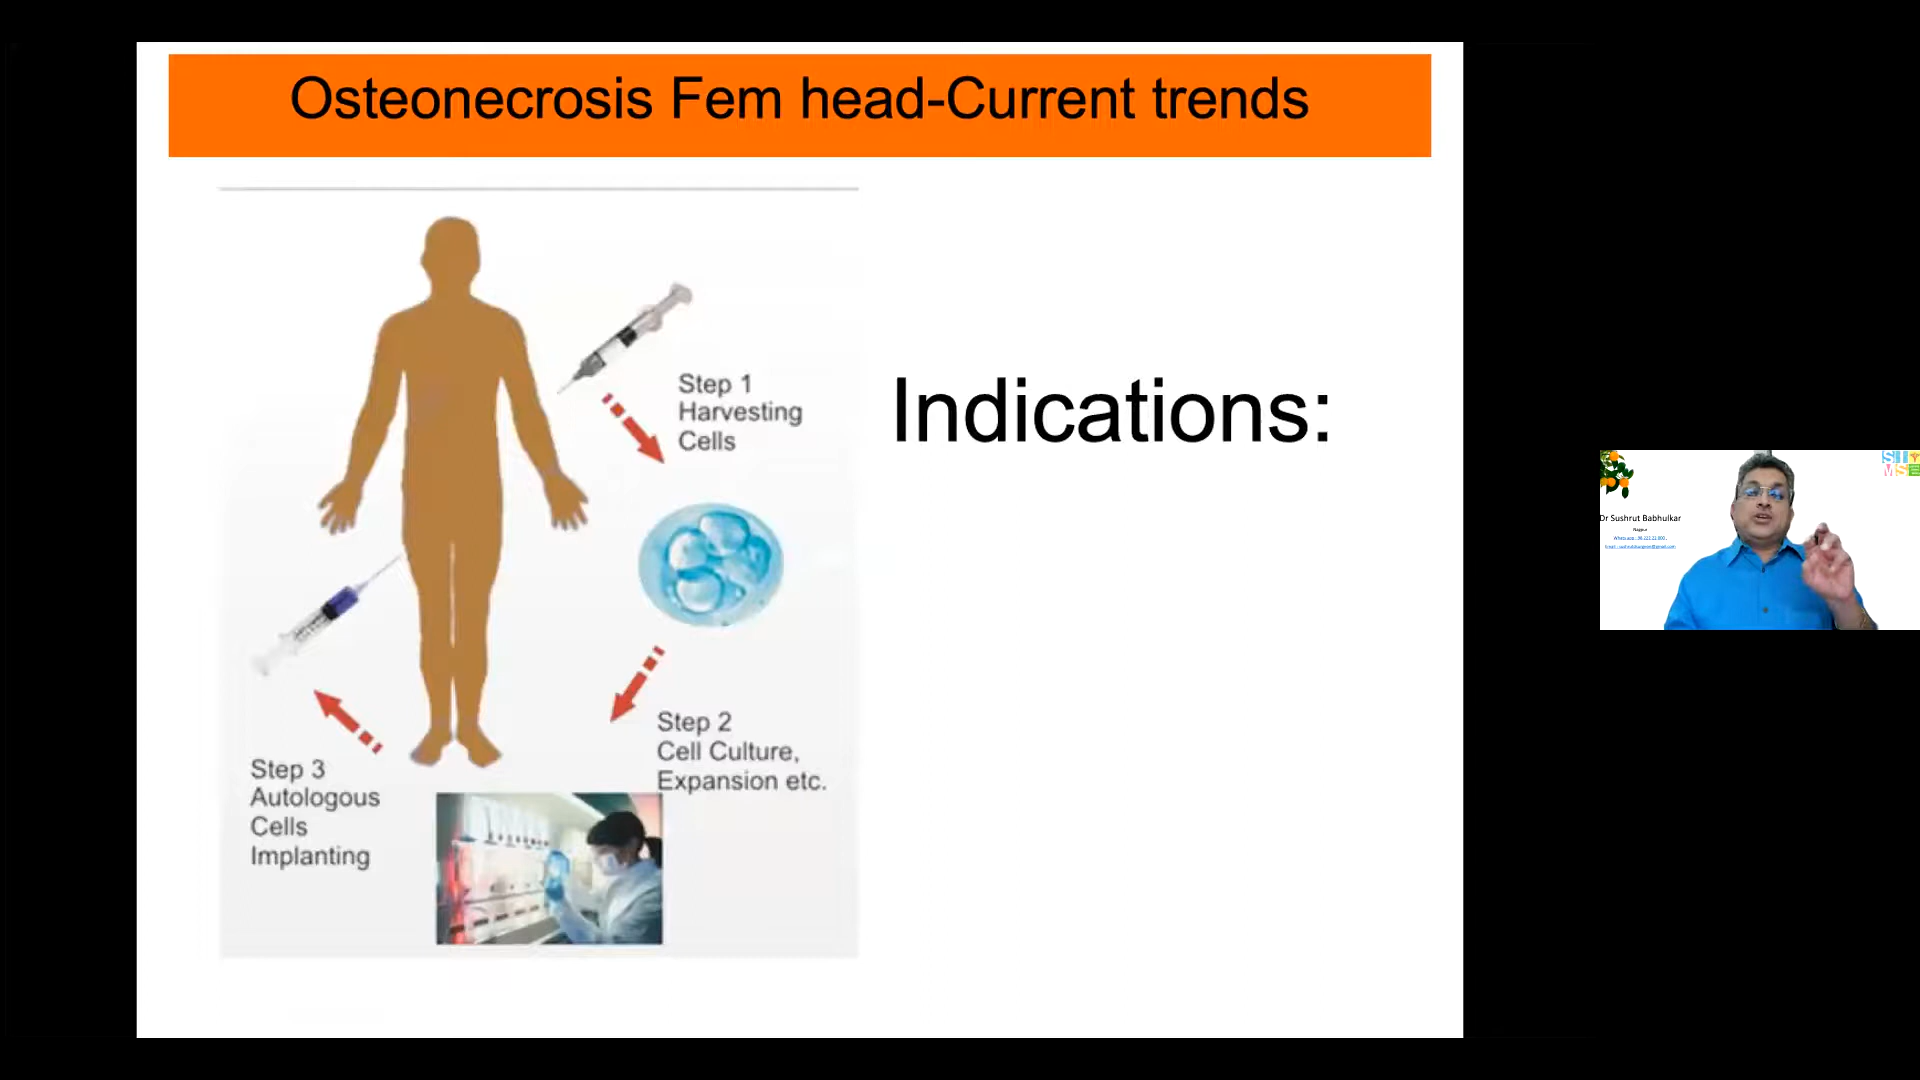 Osteonecrosis Fem head-Current trends
Step 1
Harvesting
Cells
Indications:
Step 2
Cell Culture,
Expansion etc.
Step 3
Autologous
Cells
Implanting
Dr Sushrut Babhulkar
Nagpur